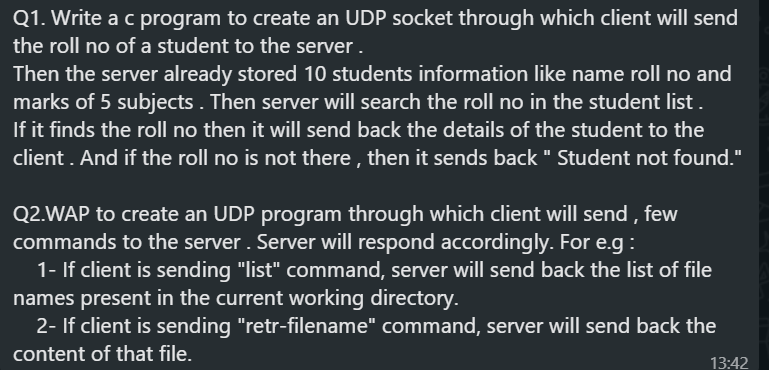 Q1. Write a c program to create an UDP socket through which client will send
the roll no of a student to the server .
Then the server already stored 10 students information like name roll no and
marks of 5 subjects . Then server will search the roll no in the student list .
If it finds the roll no then it will send back the details of the student to the
client . And if the roll no is not there , then it sends back " Student not found."
Q2.WAP to create an UDP program through which client will send , few
commands to the server . Server will respond accordingly. For e.g :
1- If client is sending "list" command, server will send back the list of file
names present in the current working directory.
2- If client is sending "retr-filename" command, server will send back the
content of that file.
13:42